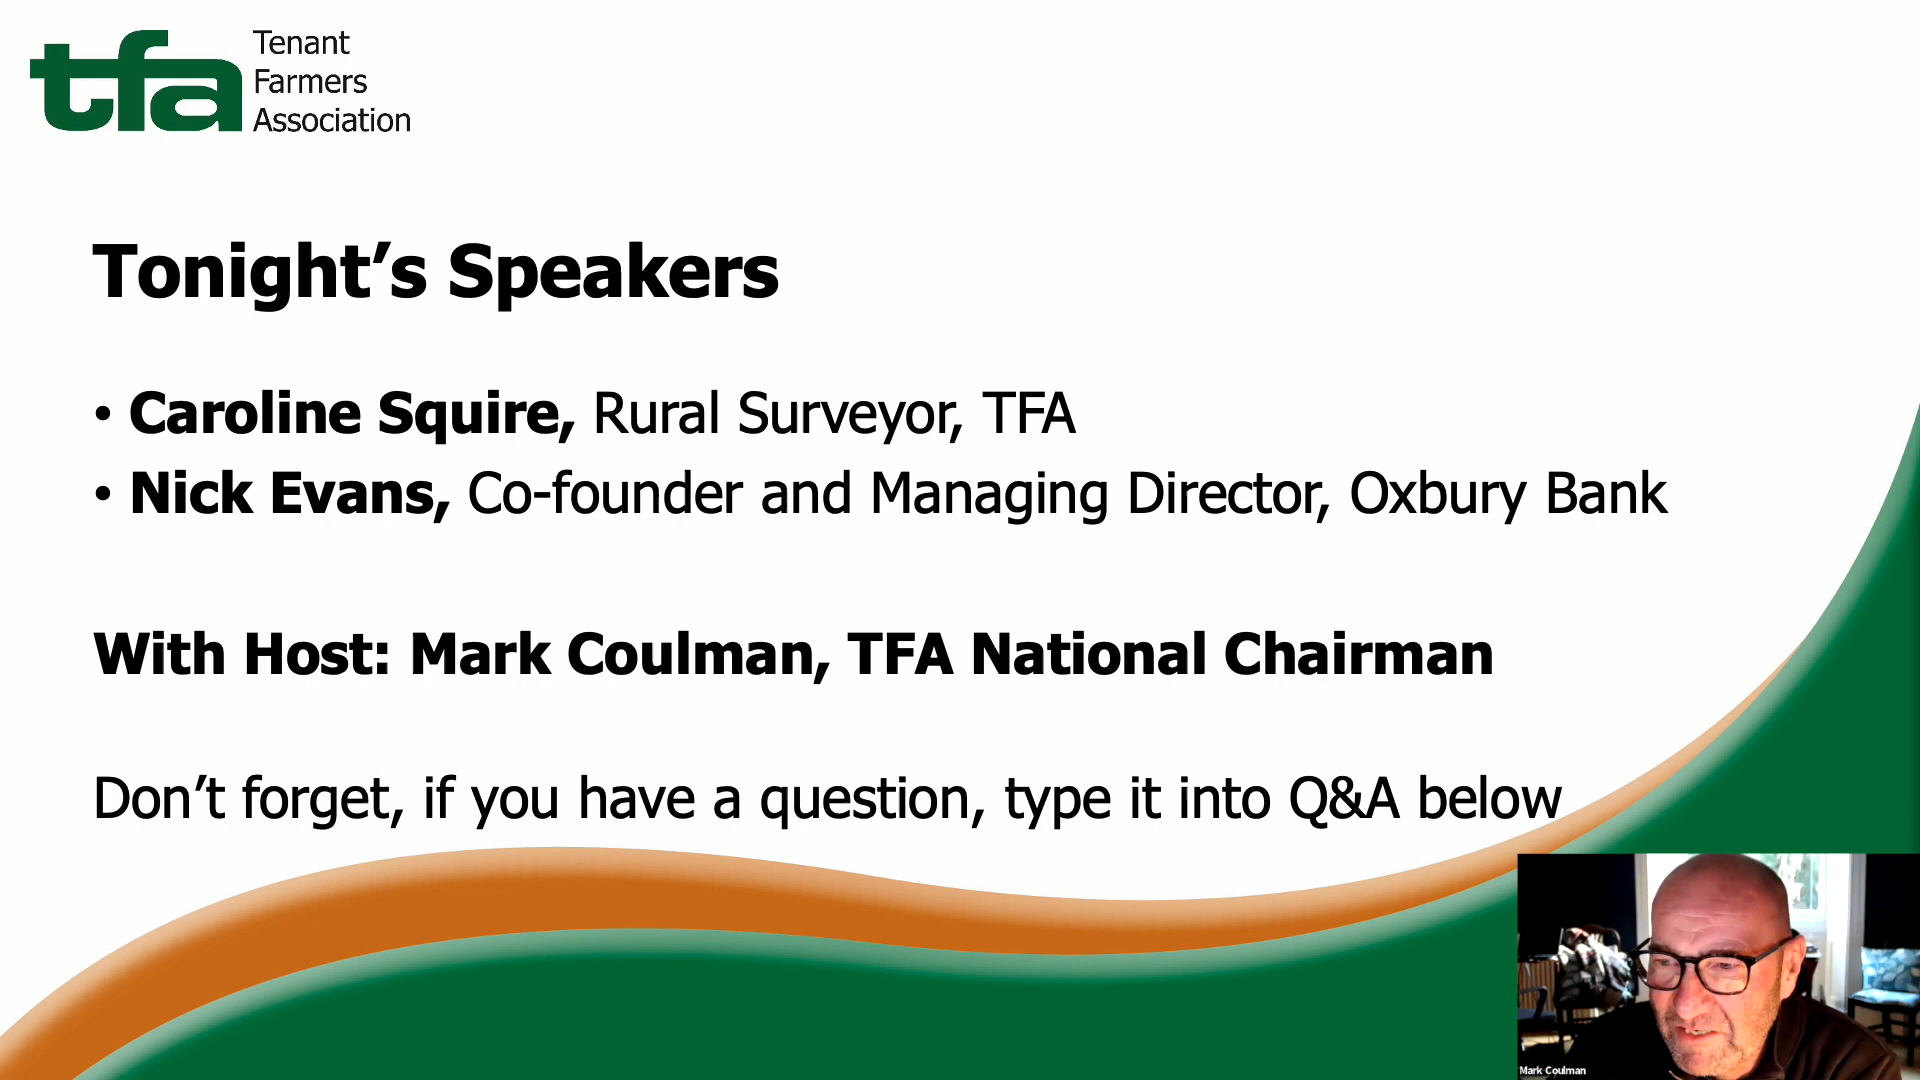 tfa
Tenant
Farmers
Association
Tonight’s Speakers
• Caroline Squire, Rural Surveyor, TFA
• Nick Evans, Co-founder and Managing Director, Oxbury Bank
With Host: Mark Coulman, TFA National Chairman
Don’t forget, if you have a question, type it into Q&A below
Mark Coulman